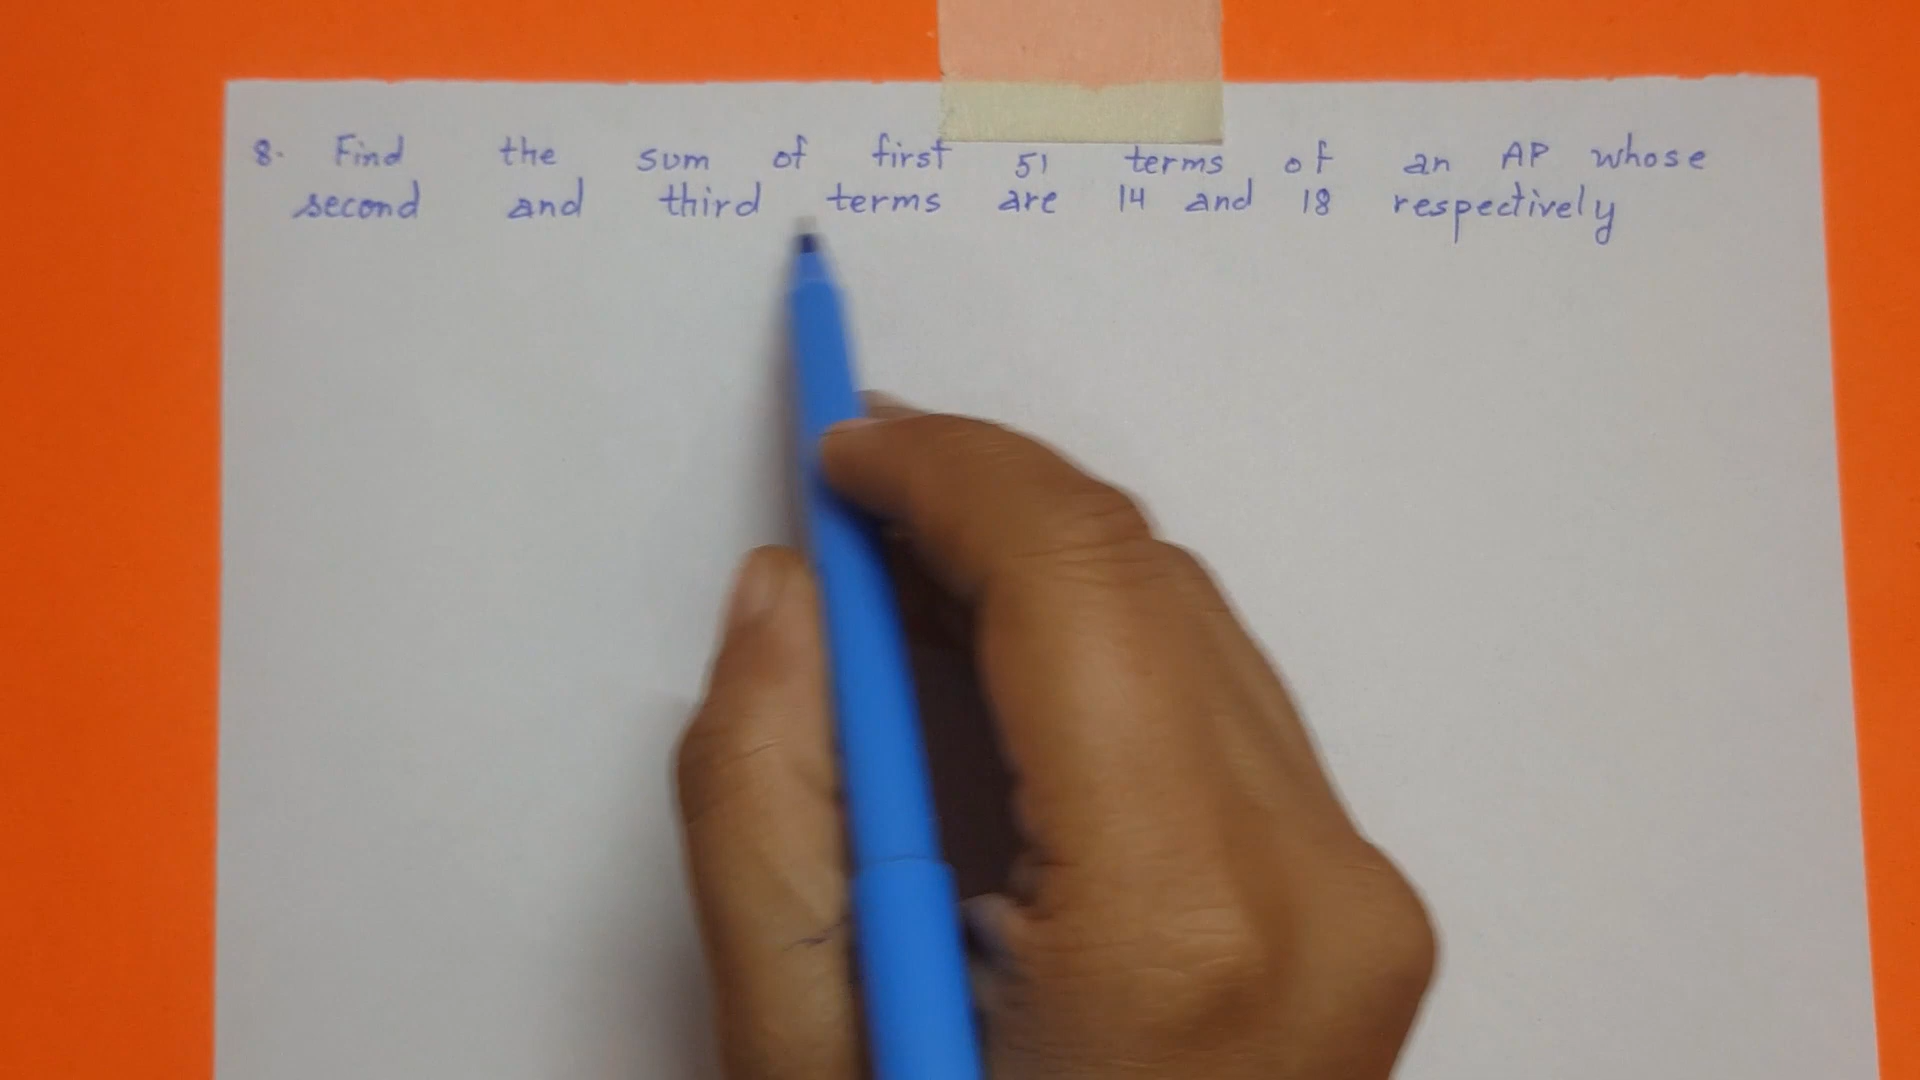 8. Find the sum of first 51 terms of an AP whose
second and third terms are 14 and 18 respectively